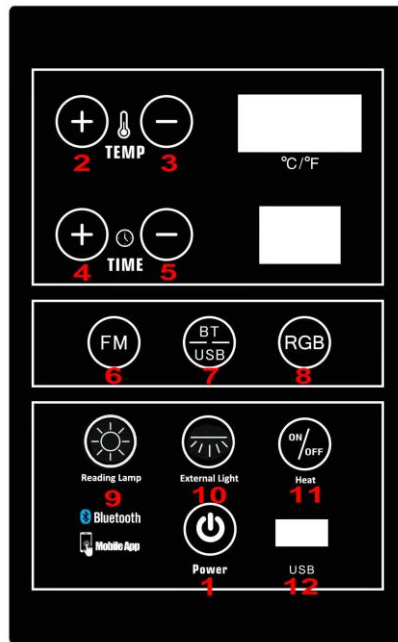 + −
2 3
TEMP
°C/°F
+ −
4 5
TIME
FM BT USB RGB
6 7 8
ON/OFF
Reading Lamp External Light Heat
9 10 11
Bluetooth
Mobile App
Power USB
1 12